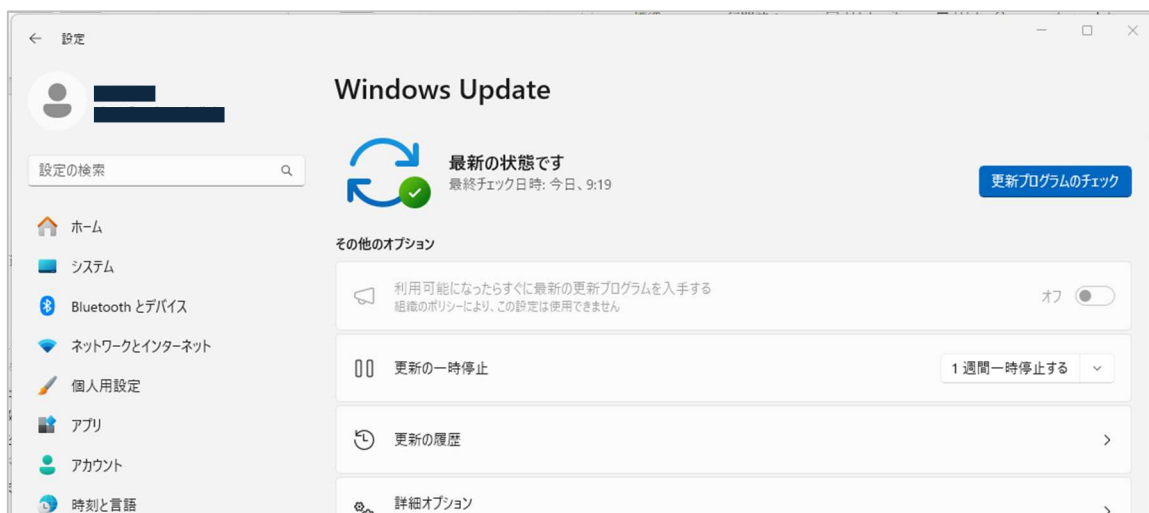 設定
設定の検索
ホーム
システム
Bluetooth とデバイス
ネットワークとインターネット
個人用設定
アプリ
アカウント
時刻と言語
Windows Update
最新の状態です
最終チェック日時: 今日、9:19
更新プログラムのチェック
その他のオプション
利用可能になったらすぐに最新の更新プログラムを入手する
組織のポリシーにより、この設定は使用できません
オフ
更新の一時停止
1 週間一時停止する
更新の履歴
詳細オプション